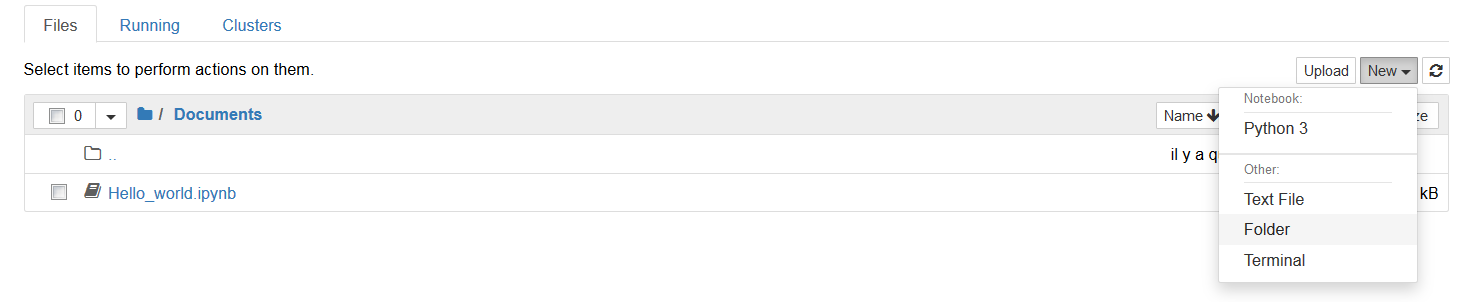 Files Running Clusters
Select items to perform actions on them.
Upload New
0 / Documents Name ze
Notebook:
Python 3
.. il y a q
Other:
Hello_world.ipynb kB
Text File
Folder
Terminal